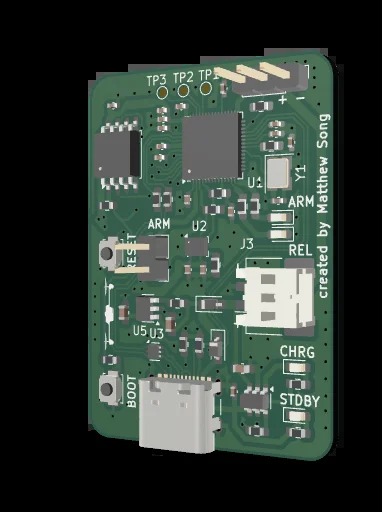 TP3 TP2 TP1
+ -
U1
Y1
ARM
created by Matthew Song
ARM
U2
RESET
J3
REL
U5
U3
CHRG
BOOT
STDBY